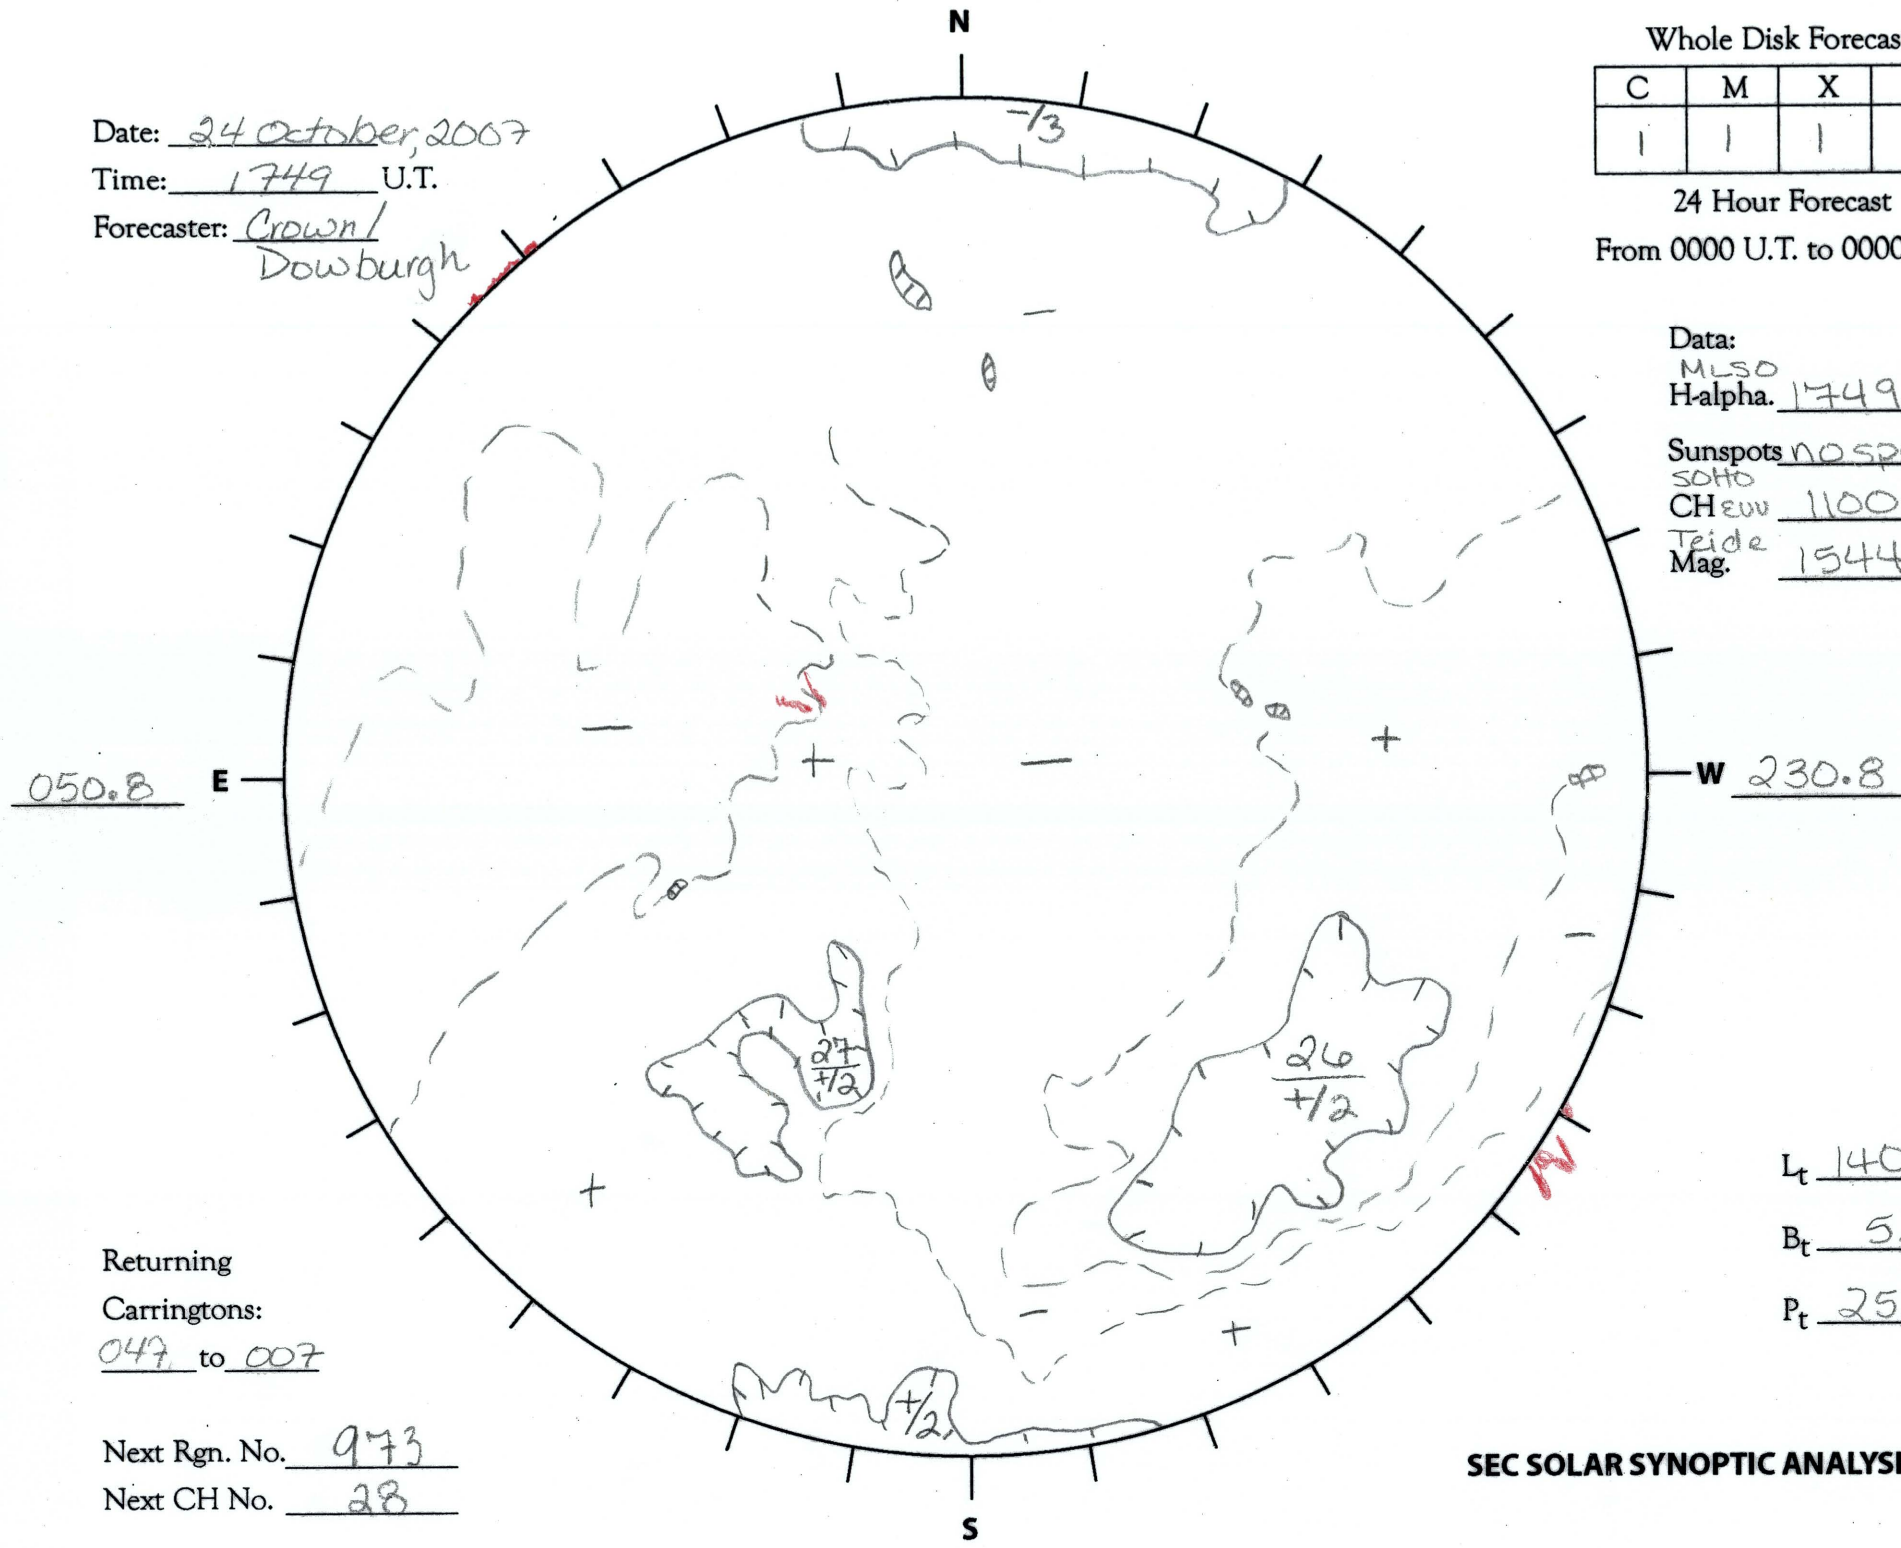 N
Whole Disk Forecas
C M X
1 1 1
24 Hour Forecast
From 0000 U.T. to 0000
Date: 24 October, 2007
Time: 1749 U.T.
Forecaster: Crown/
Dowburgh
-/3
Data:
MLSO
H-alpha. 1749
Sunspots no sp
SOHO
CH EUV 1100
Teide
Mag. 1544
050.8 E
W 230.8
27
+/2
26
+/2
+/2
Lt 140
Bt 5.
Pt 25
Returning
Carringtons:
047 to 007
Next Rgn. No. 973
Next CH No. 28
SEC SOLAR SYNOPTIC ANALYSI
S